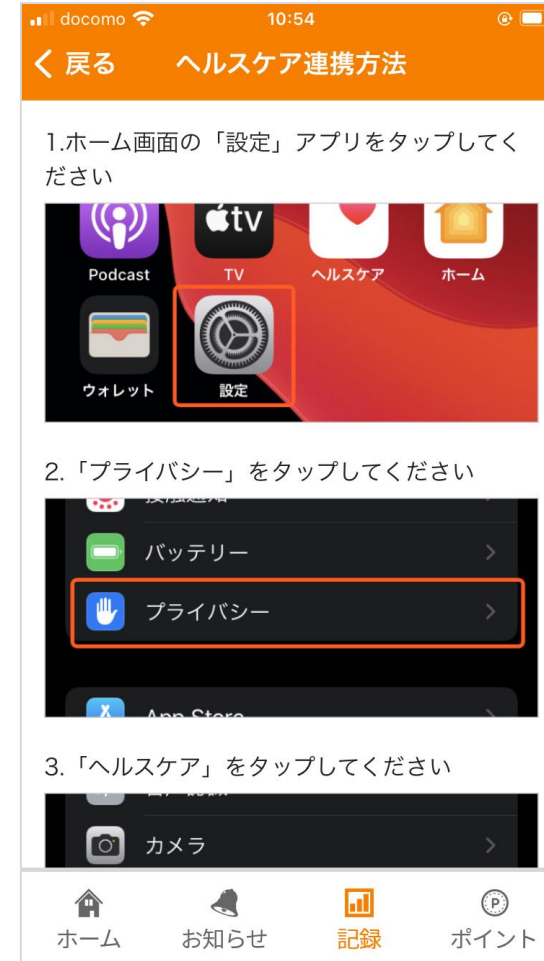 docomo 10:54
戻る ヘルスケア連携方法
1.ホーム画面の「設定」アプリをタップしてく
ださい
tv
Podcast TV ヘルスケア ホーム
ウォレット 設定
2.「プライバシー」をタップしてください
バッテリー
プライバシー
App Store
3.「ヘルスケア」をタップしてください
カメラ
P
ホーム お知らせ 記録 ポイント